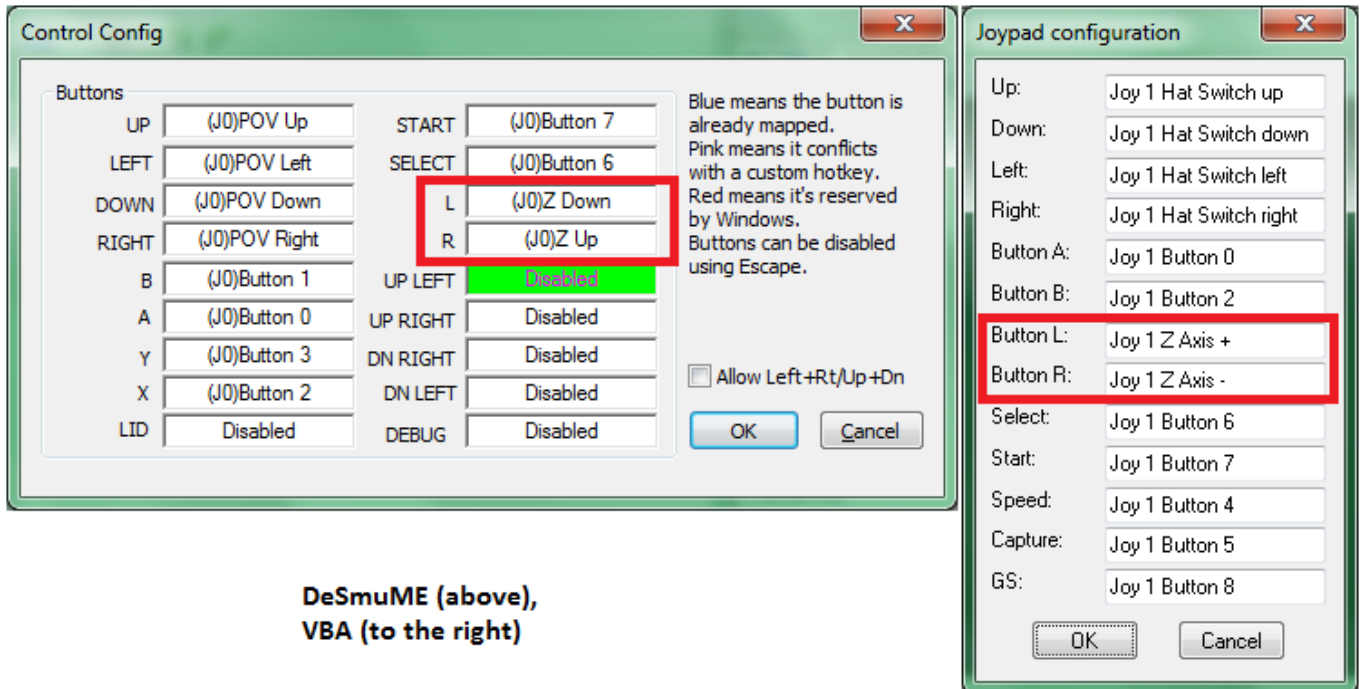 Control Config
x
Buttons
UP (J0)POV Up START (J0)Button 7
LEFT (J0)POV Left SELECT (J0)Button 6
DOWN (J0)POV Down L (J0)Z Down
RIGHT (J0)POV Right R (J0)Z Up
B (J0)Button 1 UP LEFT Disabled
A (J0)Button 0 UP RIGHT Disabled
Y (J0)Button 3 DN RIGHT Disabled
X (J0)Button 2 DN LEFT Disabled
LID Disabled DEBUG Disabled
Blue means the button is
already mapped.
Pink means it conflicts
with a custom hotkey.
Red means it's reserved
by Windows.
Buttons can be disabled
using Escape.
Allow Left+Rt/Up+Dn
OK Cancel
Joypad configuration
x
Up: Joy 1 Hat Switch up
Down: Joy 1 Hat Switch down
Left: Joy 1 Hat Switch left
Right: Joy 1 Hat Switch right
Button A: Joy 1 Button 0
Button B: Joy 1 Button 2
Button L: Joy 1 Z Axis +
Button R: Joy 1 Z Axis -
Select: Joy 1 Button 6
Start: Joy 1 Button 7
Speed: Joy 1 Button 4
Capture: Joy 1 Button 5
GS: Joy 1 Button 8
OK Cancel
DeSmuME (above),
VBA (to the right)